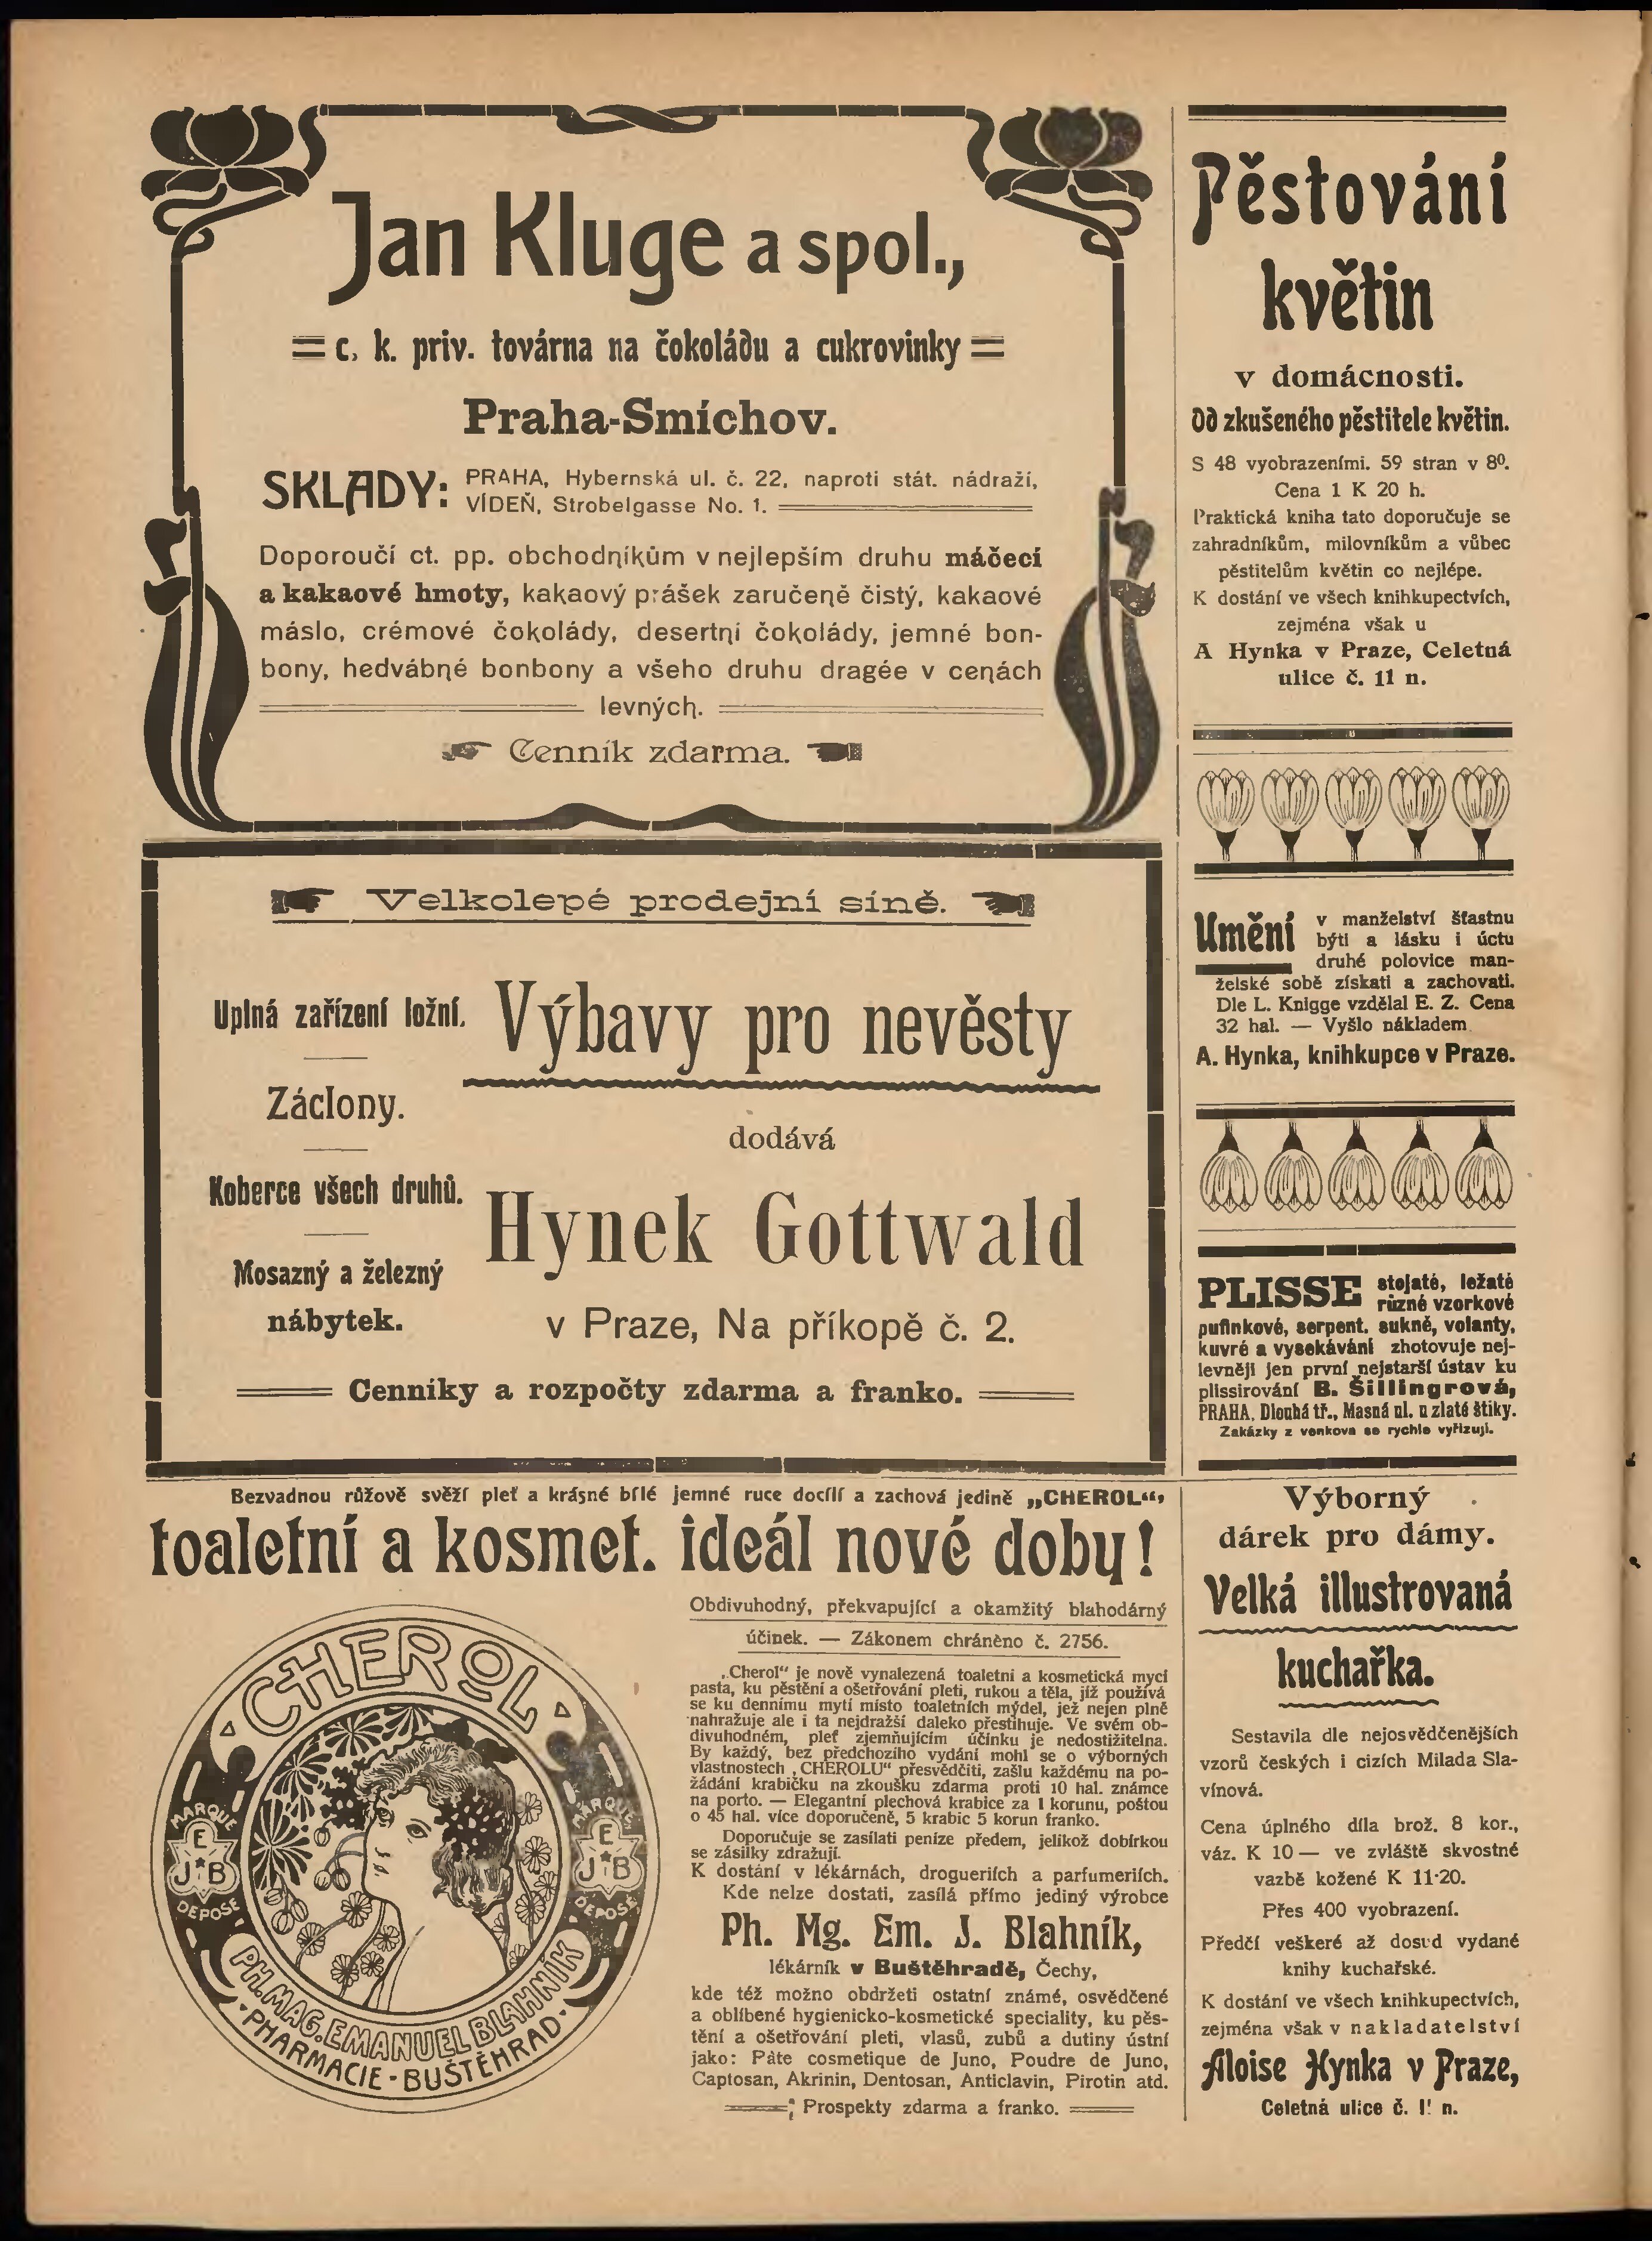 Jan Kluge a spol.,
c. k. priv. továrna na čokoládu a cukrovinky
Praha-Smíchov.
SKLADY: PRAHA, Hybernská ul. č. 22, naproti stát. nádraží,
VÍDEŇ, Strobelgasse No. 1.
Doporoučí ct. pp. obchodníkům v nejlepším druhu máčecí
a kakaové hmoty, kakaový prášek zaručeně čistý, kakaové
máslo, crémové čokolády, desertní čokolády, jemné bon-
bony, hedvábné bonbony a všeho druhu dragée v cenách
levných.
Cenník zdarma.
Velkolepé prodejní síně.
Uplná zařízení ložní.
Záclony.
Koberce všech druhů.
Mosazný a železný
nábytek.
Výbavy pro nevěsty
dodává
Hynek Gottwald
v Praze, Na příkopě č. 2.
Cenníky a rozpočty zdarma a franko.
Bezvadnou růžově svěží pleť a krásné bílé jemné ruce docílí a zachová jedině „CHEROL“,
toaletní a kosmet. ideál nové doby!
CHEROL
MARQUE
E
J B
DEPOSÉ
MARQUE
E
J B
DEPOSÉ
PH. MAG. EMANUEL BLAHNÍK
PHARMACIE - BUŠTĚHRAD
Obdivuhodný, překvapující a okamžitý blahodárný
účinek. — Zákonem chráněno č. 2756.
„Cherol“ je nově vynalezená toaletní a kosmetická mycí
pasta, ku pěstění a ošetřování pleti, rukou a těla, jíž používá
se ku dennímu mytí místo toaletních mýdel, jež nejen plně
nahražuje ale i ta nejdražší daleko přestihuje. Ve svém ob-
divuhodném, pleť zjemňujícím účinku je nedostižitelna.
By každý, bez předchozího vydání mohl se o výborných
vlastnostech „CHEROLU“ přesvědčiti, zašlu každému na po-
žádání krabičku na zkoušku zdarma proti 10 hal. známce
na porto. — Elegantní plechová krabice za 1 korunu, poštou
o 45 hal. více doporučeně, 5 krabic 5 korun franko.
Doporučuje se zasílati peníze předem, jelikož dobírkou
se zásilky zdražují.
K dostání v lékárnách, drogueriích a parfumeriích.
Kde nelze dostati, zasílá přímo jediný výrobce
Ph. Mg. Em. J. Blahník,
lékárník v Buštěhradě, Čechy,
kde též možno obdržeti ostatní známé, osvědčené
a oblíbené hygienicko-kosmetické speciality, ku pěs-
tění a ošetřování pleti, vlasů, zubů a dutiny ústní
jako: Pàte cosmetique de Juno, Poudre de Juno,
Captosan, Akrinin, Dentosan, Anticlavin, Pirotin atd.
Prospekty zdarma a franko.
Pěstování
květin
v domácnosti.
Od zkušeného pěstitele květin.
S 48 vyobrazeními. 59 stran v 8⁰.
Cena 1 K 20 h.
Praktická kniha tato doporučuje se
zahradníkům, milovníkům a vůbec
pěstitelům květin co nejlépe.
K dostání ve všech knihkupectvích,
zejména však u
A Hynka v Praze, Celetná
ulice č. 11 n.
Umění v manželství šťastnu
býti a lásku i úctu
druhé polovice man-
želské sobě získati a zachovati.
Dle L. Knigge vzdělal E. Z. Cena
32 hal. — Vyšlo nákladem
A. Hynka, knihkupce v Praze.
PLISSE stojaté, ležaté
různé vzorkové
pufinkové, serpent. sukně, volanty,
kuvré a vysekávání zhotovuje nej-
levněji jen první nejstarší ústav ku
plissirování B. Šillingrová,
PRAHA, Dlouhá tř., Masná ul. u zlaté štiky.
Zakázky z venkova se rychle vyřizují.
Výborný
dárek pro dámy.
Velká illustrovaná
kuchařka.
Sestavila dle nejosvědčenějších
vzorů českých i cizích Milada Sla-
vínová.
Cena úplného díla brož. 8 kor.,
váz. K 10— ve zvláště skvostné
vazbě kožené K 11·20.
Přes 400 vyobrazení.
Předčí veškeré až dosud vydané
knihy kuchařské.
K dostání ve všech knihkupectvích,
zejména však v nakladatelství
Aloise Hynka v Praze,
Celetná ulice č. 11 n.